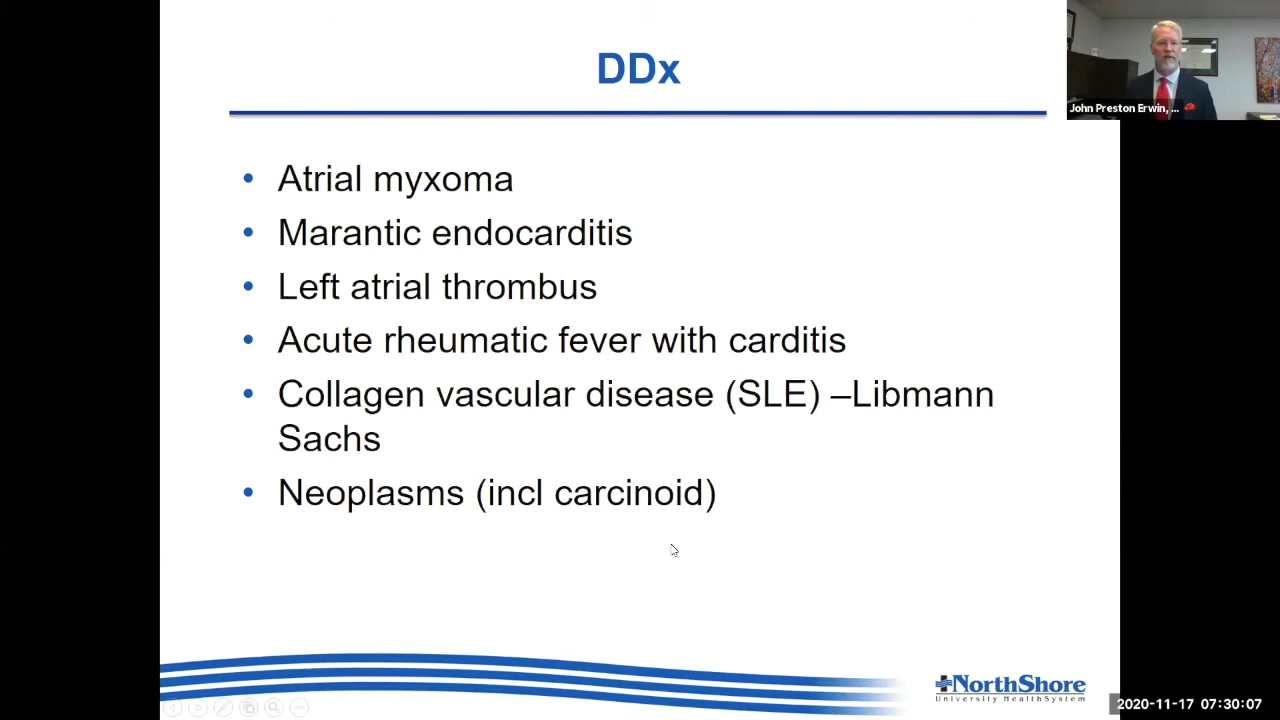 DDx
John Preston Erwin, ...
• Atrial myxoma
• Marantic endocarditis
• Left atrial thrombus
• Acute rheumatic fever with carditis
• Collagen vascular disease (SLE) –Libmann
Sachs
• Neoplasms (incl carcinoid)
NorthShore
University HealthSystem
2020-11-17 07:30:07